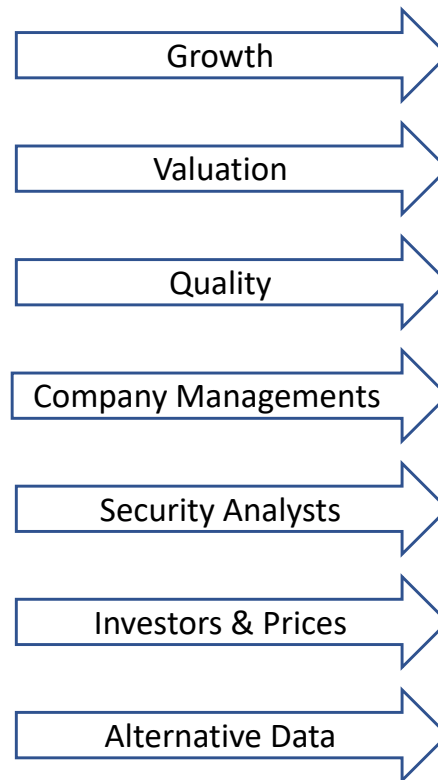 Growth
Valuation
Quality
Company Managements
Security Analysts
Investors & Prices
Alternative Data